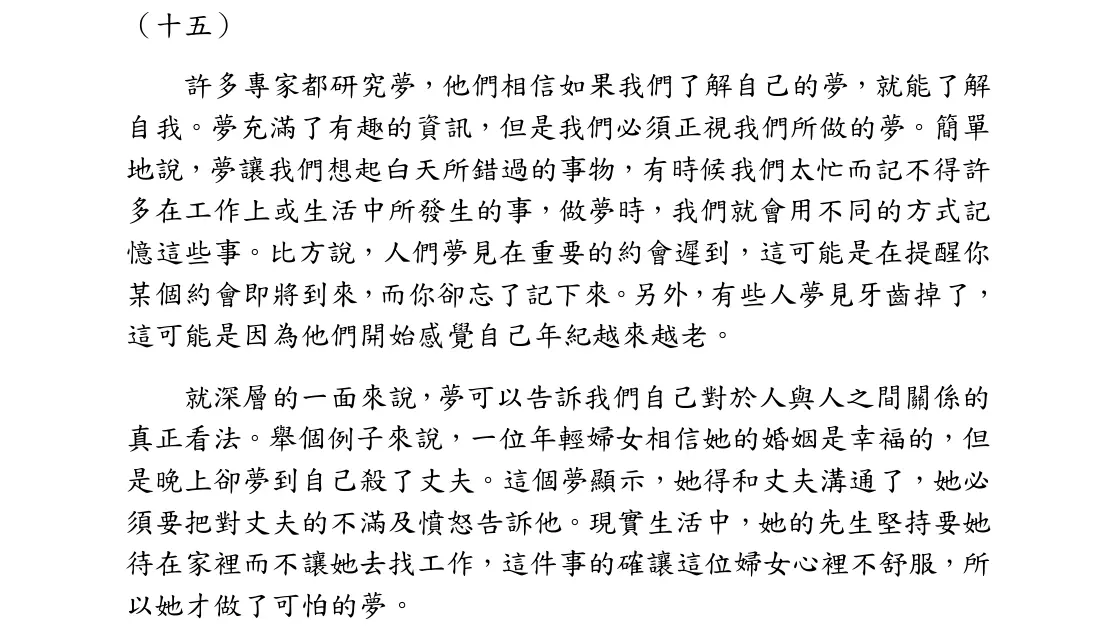 （十五）
許多專家都研究夢，他們相信如果我們了解自己的夢，就能了解
自我。夢充滿了有趣的資訊，但是我們必須正視我們所做的夢。簡單
地說，夢讓我們想起白天所錯過的事物，有時候我們太忙而記不得許
多在工作上或生活中所發生的事，做夢時，我們就會用不同的方式記
憶這些事。比方說，人們夢見在重要的約會遲到，這可能是在提醒你
某個約會即將到來，而你卻忘了記下來。另外，有些人夢見牙齒掉了，
這可能是因為他們開始感覺自己年紀越來越老。
就深層的一面來說，夢可以告訴我們自己對於人與人之間關係的
真正看法。舉個例子來說，一位年輕婦女相信她的婚姻是幸福的，但
是晚上卻夢到自己殺了丈夫。這個夢顯示，她得和丈夫溝通了，她必
須要把對丈夫的不滿及憤怒告訴他。現實生活中，她的先生堅持要她
待在家裡而不讓她去找工作，這件事的確讓這位婦女心裡不舒服，所
以她才做了可怕的夢。